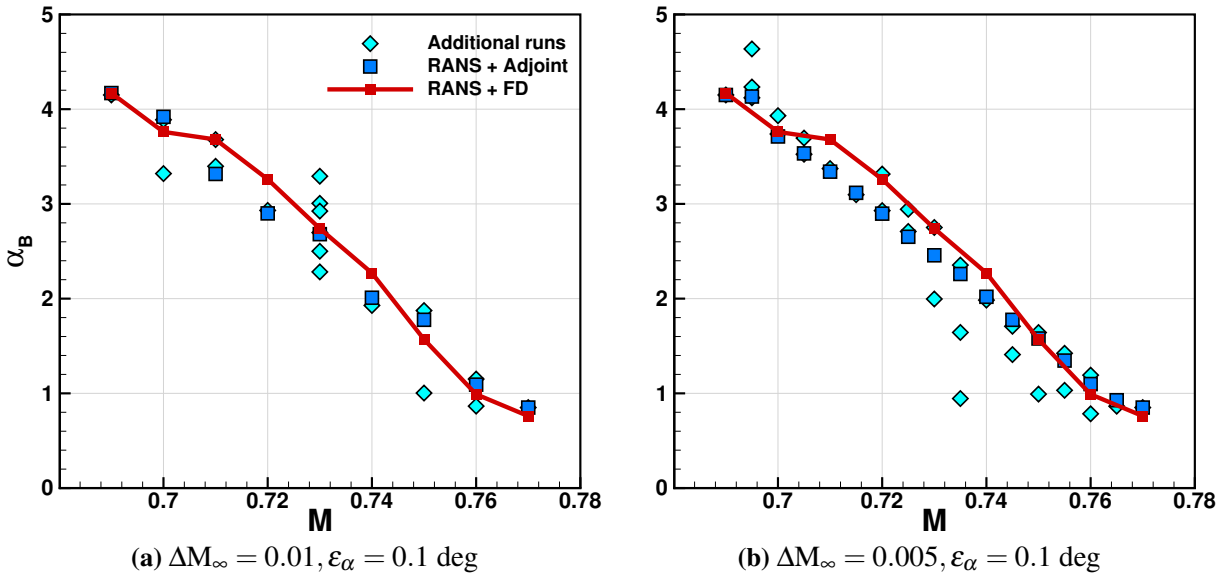 5
4
3
2
1
0
α_B
0.7
0.72
0.74
0.76
0.78
M
Additional runs
RANS + Adjoint
RANS + FD
(a) ΔM∞ = 0.01, ε_α = 0.1 deg
5
4
3
2
1
0
0.7
0.72
0.74
0.76
0.78
M
(b) ΔM∞ = 0.005, ε_α = 0.1 deg